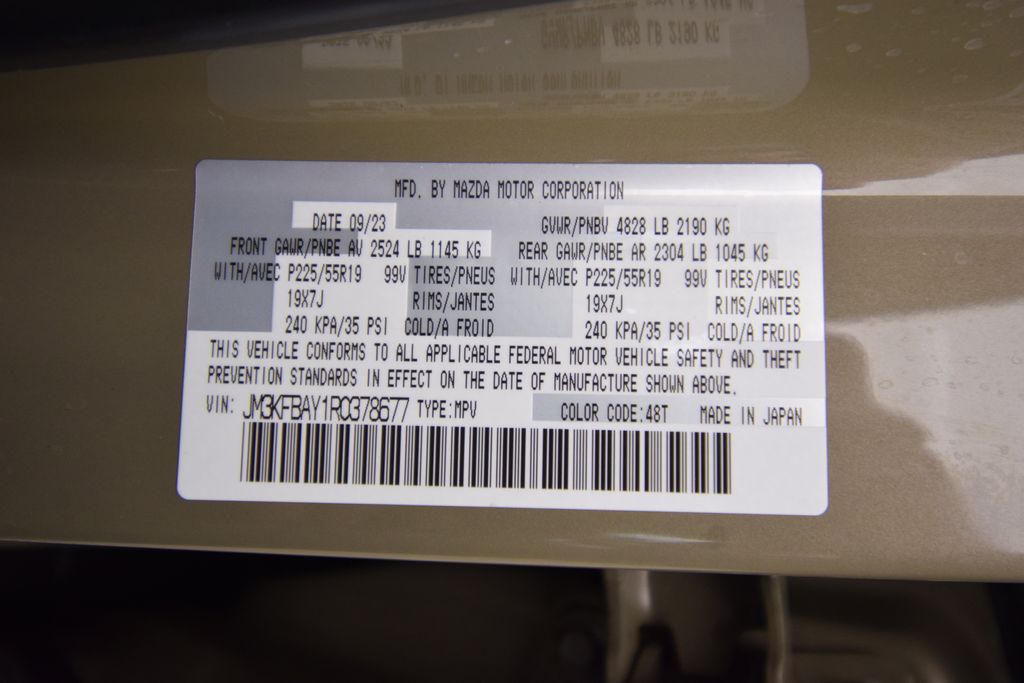 MFD. BY MAZDA MOTOR CORPORATION
DATE 09/23 GVWR/PNBV 4828 LB 2190 KG
FRONT GAWR/PNBE AV 2524 LB 1145 KG REAR GAWR/PNBE AR 2304 LB 1045 KG
WITH/AVEC P225/55R19 99V TIRES/PNEUS WITH/AVEC P225/55R19 99V TIRES/PNEUS
19X7J RIMS/JANTES 19X7J RIMS/JANTES
240 KPA/35 PSI COLD/A FROID 240 KPA/35 PSI COLD/A FROID
THIS VEHICLE CONFORMS TO ALL APPLICABLE FEDERAL MOTOR VEHICLE SAFETY AND THEFT
PREVENTION STANDARDS IN EFFECT ON THE DATE OF MANUFACTURE SHOWN ABOVE.
VIN: JM3KFBAY1R0378677 TYPE:MPV COLOR CODE:48T MADE IN JAPAN